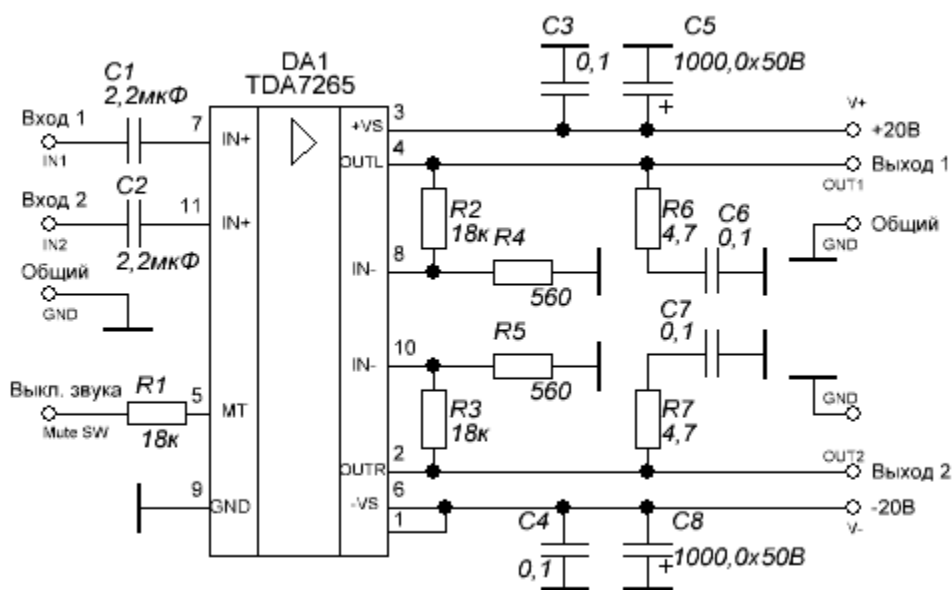 C3
C5
0,1
1000,0x50В
DA1
TDA7265
C1
2,2мкФ
V+
Вход 1
7
IN+
+VS
3
+
+20В
IN1
OUTL
4
Выход 1
OUT1
C2
Вход 2
11
IN+
R2
18к
R4
R6
4,7
C6
0,1
Общий
GND
IN2
2,2мкФ
IN-
8
560
Общий
GND
C7
0,1
R5
10
IN-
560
Выкл. звука
R1
5
MT
R3
18к
R7
4,7
GND
Mute SW
18к
2
OUTR
OUT2
Выход 2
9
GND
-VS
6
-20В
V-
1
C4
C8
0,1
+
1000,0x50В